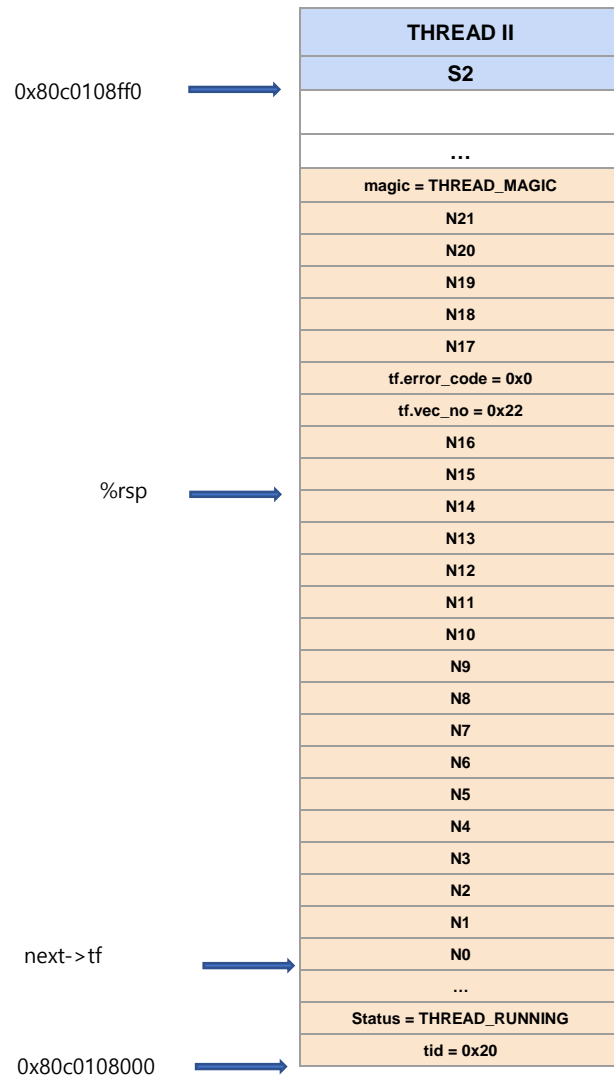 THREAD II
S2
0x80c0108ff0
…
magic = THREAD_MAGIC
N21
N20
N19
N18
N17
tf.error_code = 0x0
tf.vec_no = 0x22
N16
N15
%rsp
N14
N13
N12
N11
N10
N9
N8
N7
N6
N5
N4
N3
N2
N1
next->tf
N0
…
Status = THREAD_RUNNING
tid = 0x20
0x80c0108000